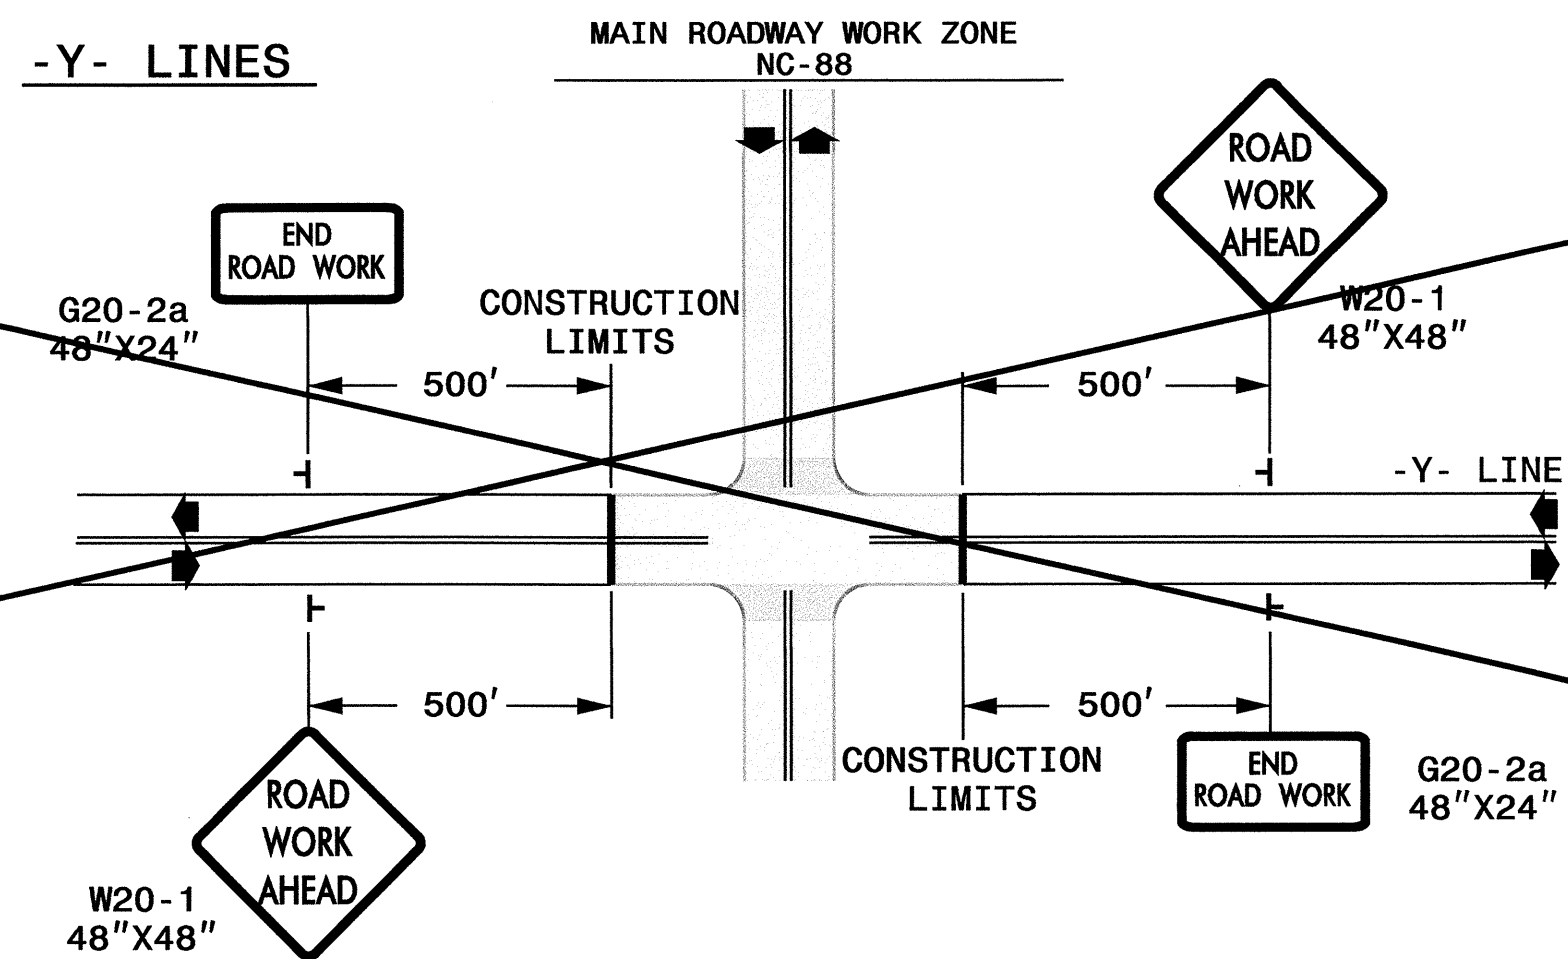 -Y- LINES
MAIN ROADWAY WORK ZONE
NC-88
ROAD
WORK
AHEAD
END
ROAD WORK
G20-2a
48"X24"
CONSTRUCTION
LIMITS
W20-1
48"X48"
500'
500'
-Y- LINE
500'
500'
CONSTRUCTION
LIMITS
END
ROAD WORK
G20-2a
48"X24"
ROAD
WORK
AHEAD
W20-1
48"X48"